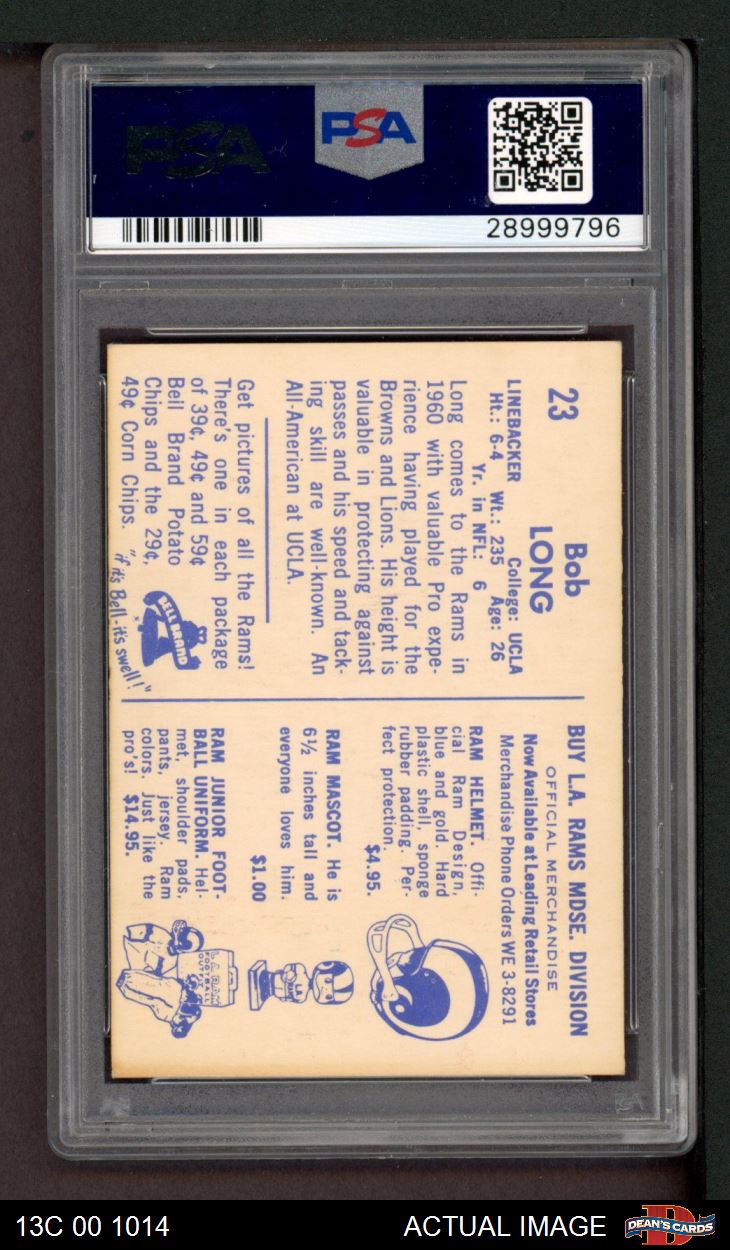 PSA
PSA
28999796
23
Bob
LONG
LINEBACKER College: UCLA
Ht.: 6-4 Wt.: 235 Age: 26
Yr. in NFL: 6
Long comes to the Rams in
1960 with valuable Pro expe-
rience having played for the
Browns and Lions. His height is
valuable in protecting against
passes and his speed and tack-
ing skill are well-known. An
All-American at UCLA.
Get pictures of all the Rams!
There's one in each package
of 39¢, 49¢ and 59¢
Bell Brand Potato
Chips and the 29¢,
49¢ Corn Chips.
BELL BRAND
"if it's Bell-it's swell!"
BUY L.A. RAMS MDSE. DIVISION
OFFICIAL MERCHANDISE
Now Available at Leading Retail Stores
Merchandise Phone Orders WE 3-8291
RAM HELMET. Offi-
cial Ram Design,
blue and gold. Hard
plastic shell, sponge
rubber padding. Per-
fect protection.
$4.95.
RAM MASCOT. He is
6½ inches tall and
everyone loves him.
$1.00
LA
RAM JUNIOR FOOT-
BALL UNIFORM. Hel-
met, shoulder pads,
pants, jersey. Ram
colors. Just like the
pro's! $14.95.
L.A. RAM
FOOTBALL
OUTFIT
13C 00 1014
ACTUAL IMAGE
D
DEAN'S CARDS